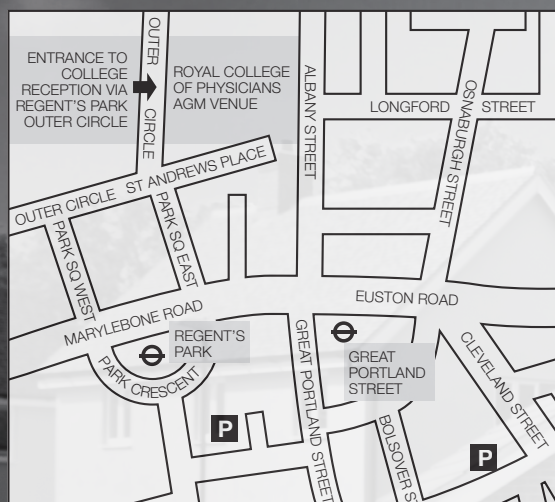 ENTRANCE TO
COLLEGE
RECEPTION VIA
REGENT'S PARK
OUTER CIRCLE
OUTER
CIRCLE
ROYAL COLLEGE
OF PHYSICIANS
AGM VENUE
ALBANY STREET
LONGFORD STREET
OSNABURGH STREET
OUTER CIRCLE
ST ANDREWS PLACE
PARK SQ WEST
PARK SQ EAST
MARYLEBONE ROAD
EUSTON ROAD
REGENT'S
PARK
PARK CRESCENT
GREAT PORTLAND STREET
GREAT
PORTLAND
STREET
CLEVELAND STREET
BOLSOVER S
P
P